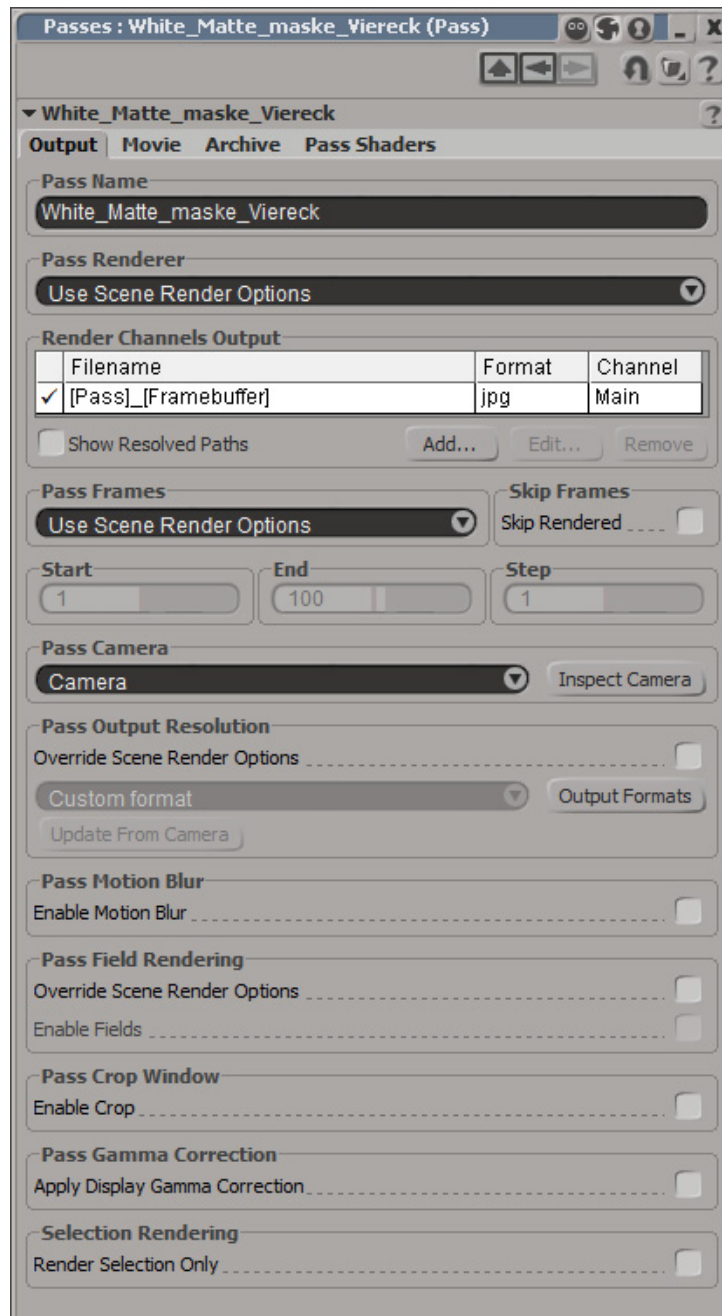 Passes : White_Matte_maske_Viereck (Pass)
White_Matte_maske_Viereck
Output Movie Archive Pass Shaders
Pass Name
White_Matte_maske_Viereck
Pass Renderer
Use Scene Render Options
Render Channels Output
Filename Format Channel
[Pass]_[Framebuffer] jpg Main
Show Resolved Paths Add... Edit... Remove
Pass Frames Skip Frames
Use Scene Render Options Skip Rendered
Start End Step
1 100 1
Pass Camera
Camera Inspect Camera
Pass Output Resolution
Override Scene Render Options
Custom format Output Formats
Update From Camera
Pass Motion Blur
Enable Motion Blur
Pass Field Rendering
Override Scene Render Options
Enable Fields
Pass Crop Window
Enable Crop
Pass Gamma Correction
Apply Display Gamma Correction
Selection Rendering
Render Selection Only